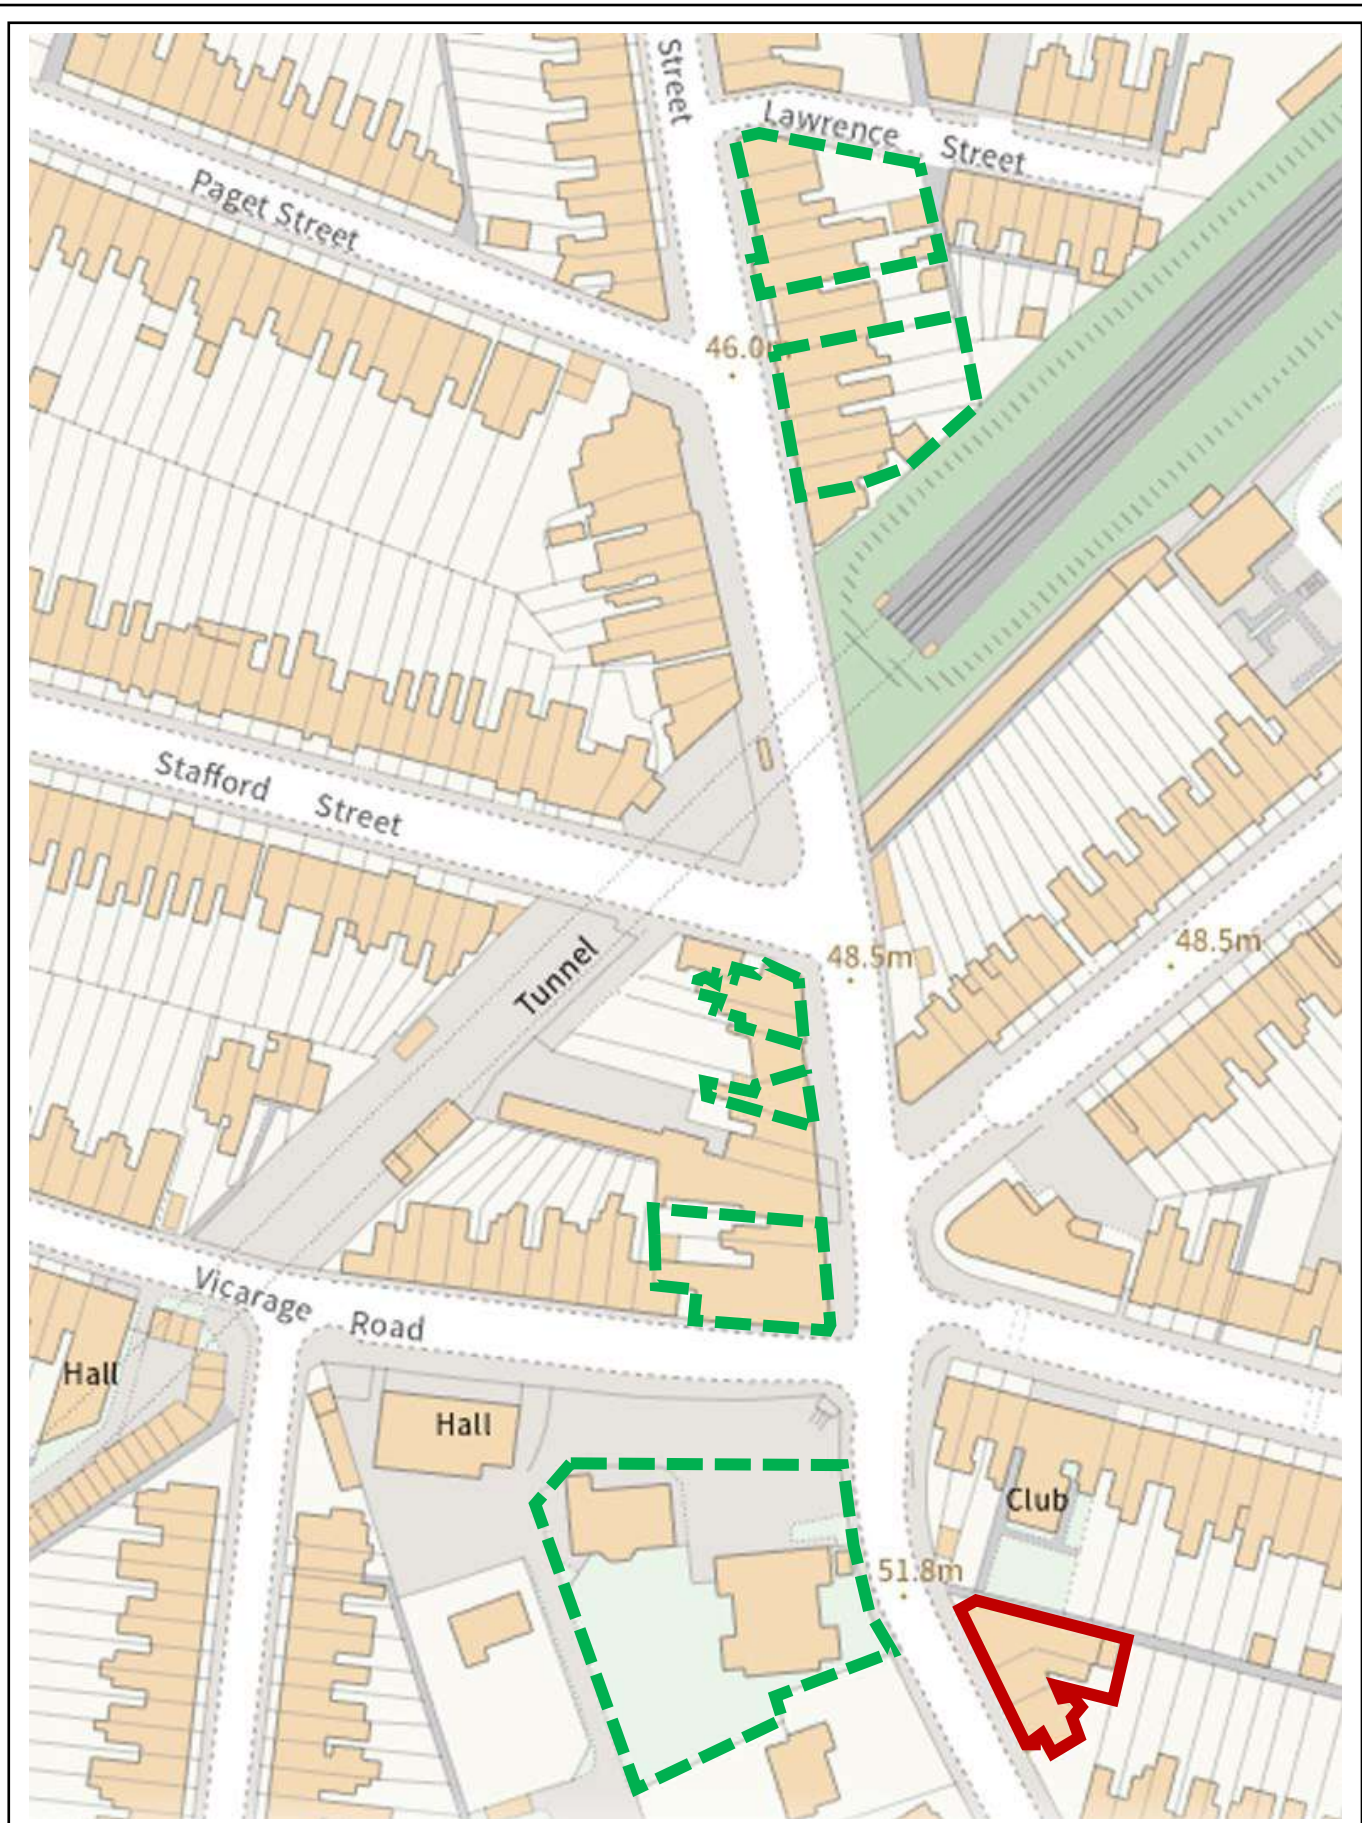 Street
Lawrence Street
Paget Street
46.0m
Stafford Street
48.5m
48.5m
Tunnel
Vicarage Road
Hall
Hall
Club
51.8m